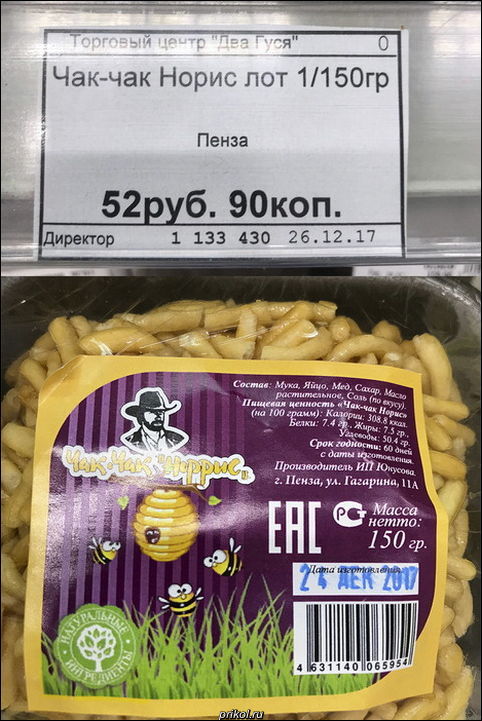 Торговый центр "Два Гуся" 0
Чак-чак Норис лот 1/150гр
Пенза
52руб. 90коп.
Директор 1 133 430 26.12.17
Состав: Мука, Яйцо, Мед, Сахар, Масло
растительное, Соль (по вкусу).
Пищевая ценность «Чак-чак Норис»
(на 100 грамм): Калории: 308.8 ккал.
Белки: 7.4 гр., Жиры: 7.5 гр.,
Углеводы: 50.4 гр.
Срок годности: 60 дней
с даты изготовления.
Производитель ИП Юнусова.
г. Пенза, ул. Гагарина, 11А
Чак-Чак "Норрис"
ЕАС РСТ Масса
нетто:
150 гр.
Дата изготовления:
24 ДЕК 2017
НАТУРАЛЬНЫЕ
ИНГРЕДИЕНТЫ
4 631140 065954
prikol.ru